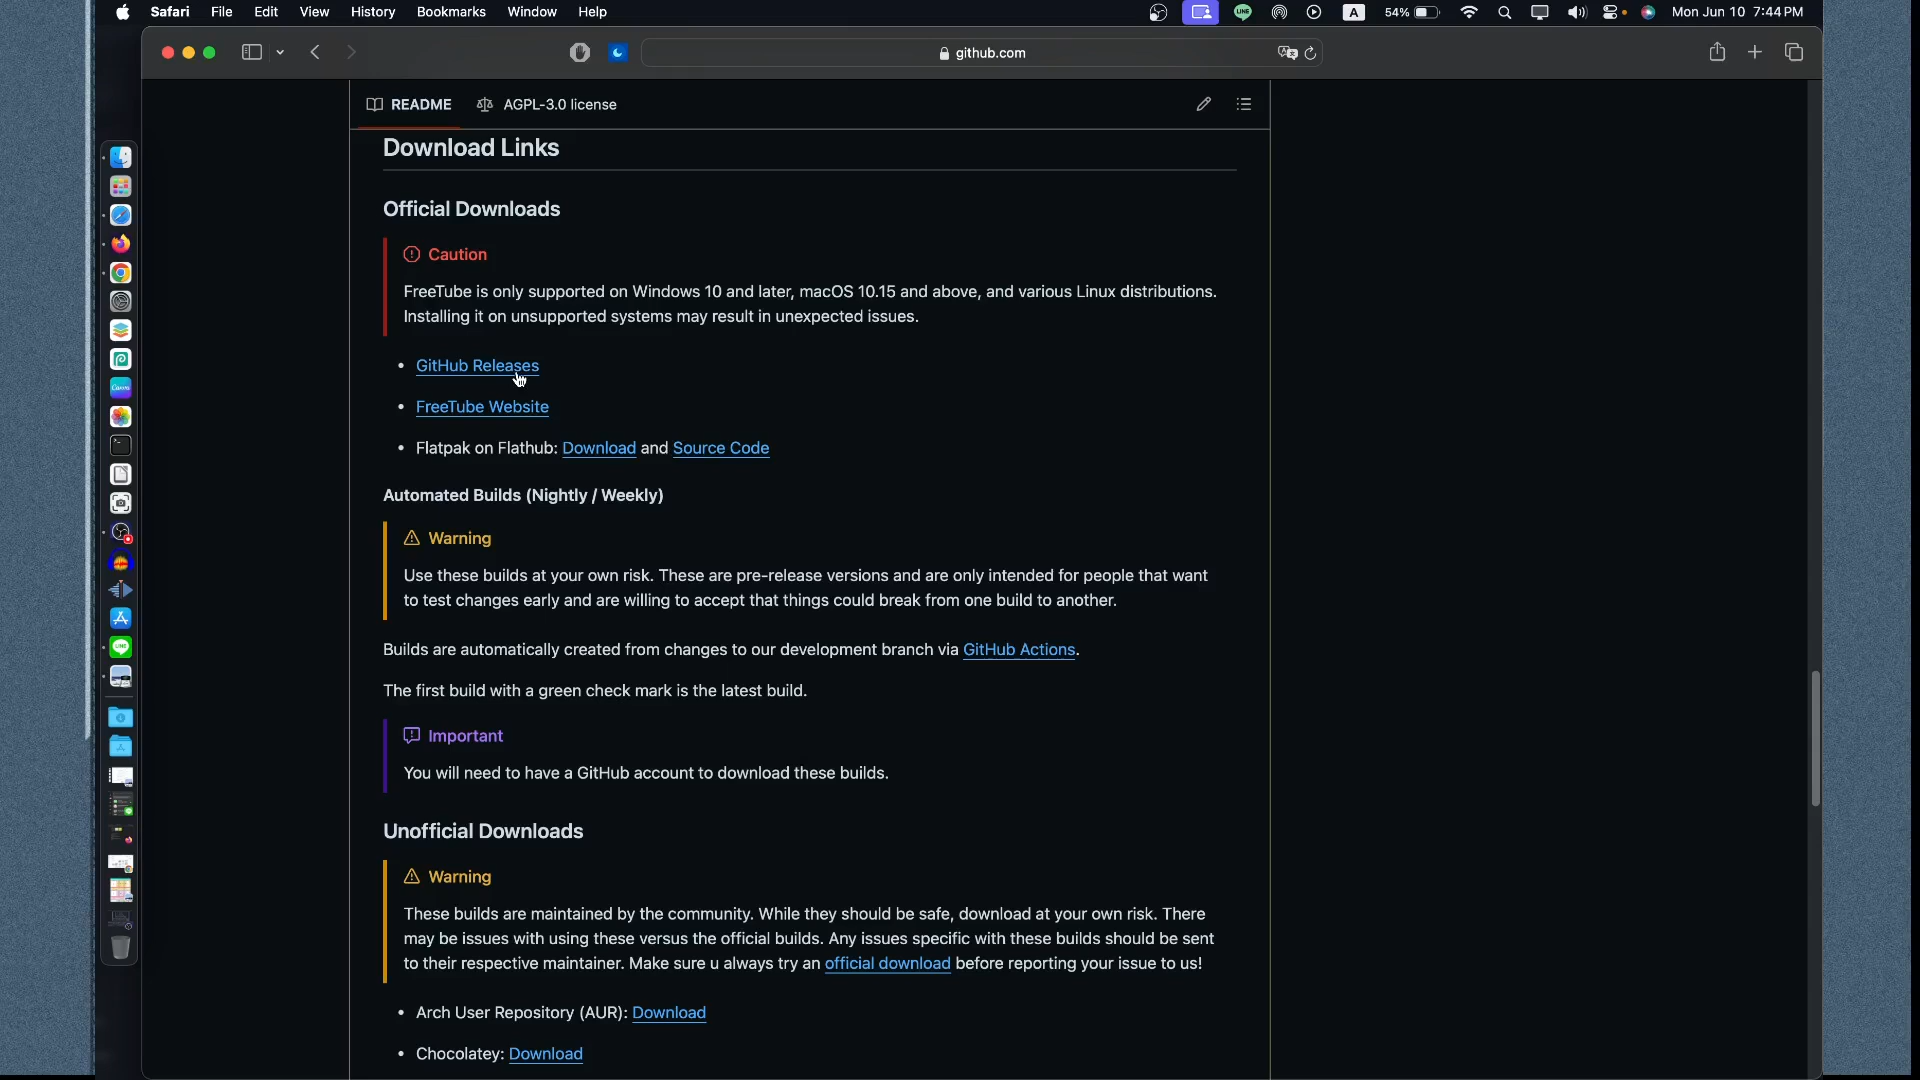 Safari File Edit View History Bookmarks Window Help
A 54% Mon Jun 10 7:44 PM
github.com
README AGPL-3.0 license
Download Links
Official Downloads
Caution
FreeTube is only supported on Windows 10 and later, macOS 10.15 and above, and various Linux distributions.
Installing it on unsupported systems may result in unexpected issues.
• GitHub Releases
• FreeTube Website
• Flatpak on Flathub: Download and Source Code
Automated Builds (Nightly / Weekly)
Warning
Use these builds at your own risk. These are pre-release versions and are only intended for people that want
to test changes early and are willing to accept that things could break from one build to another.
Builds are automatically created from changes to our development branch via GitHub Actions.
The first build with a green check mark is the latest build.
Important
You will need to have a GitHub account to download these builds.
Unofficial Downloads
Warning
These builds are maintained by the community. While they should be safe, download at your own risk. There
may be issues with using these versus the official builds. Any issues specific with these builds should be sent
to their respective maintainer. Make sure u always try an official download before reporting your issue to us!
• Arch User Repository (AUR): Download
• Chocolatey: Download